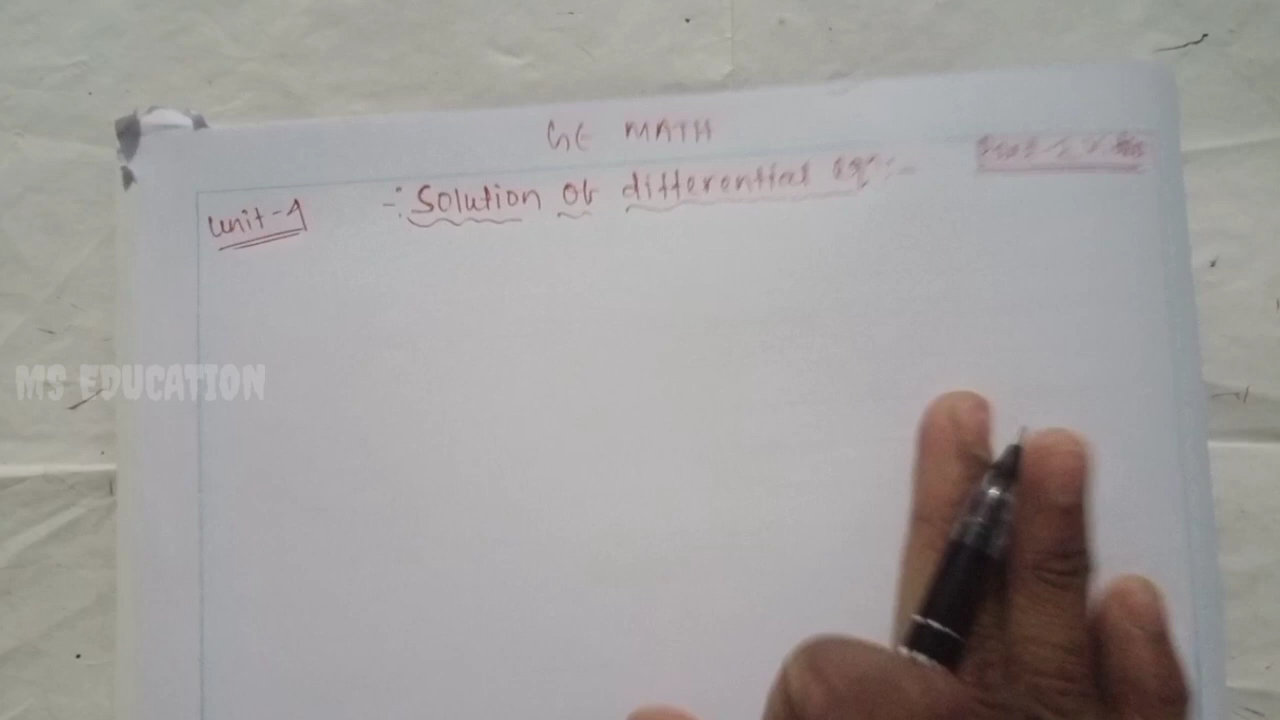 GE MATH
Unit-1 -: Solution of differential eqn :-
MS EDUCATION